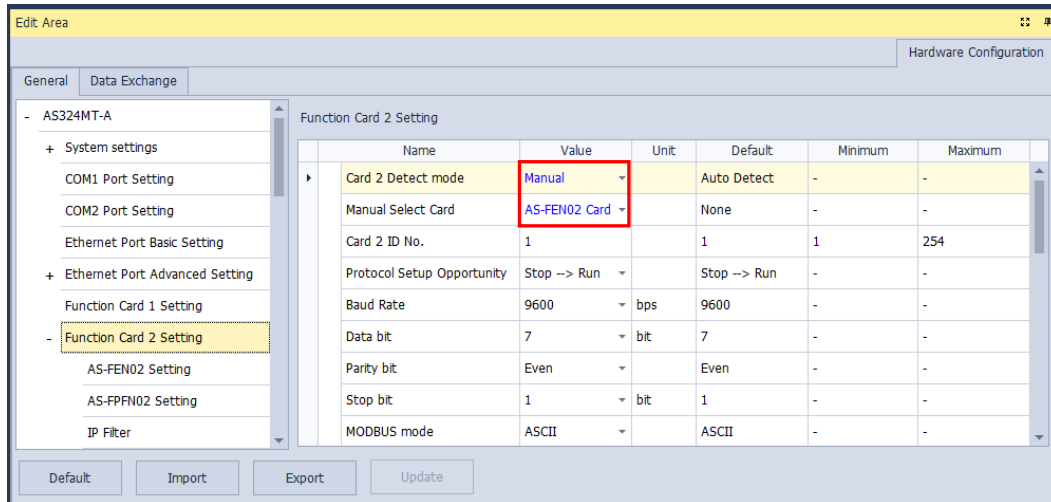 Edit Area
Hardware Configuration
General Data Exchange
- AS324MT-A
+ System settings
COM1 Port Setting
COM2 Port Setting
Ethernet Port Basic Setting
+ Ethernet Port Advanced Setting
Function Card 1 Setting
- Function Card 2 Setting
AS-FEN02 Setting
AS-FPFN02 Setting
IP Filter
Function Card 2 Setting
Name Value Unit Default Minimum Maximum
Card 2 Detect mode Manual Auto Detect - -
Manual Select Card AS-FEN02 Card None - -
Card 2 ID No. 1 1 1 254
Protocol Setup Opportunity Stop --> Run Stop --> Run - -
Baud Rate 9600 bps 9600 - -
Data bit 7 bit 7 - -
Parity bit Even Even - -
Stop bit 1 bit 1 - -
MODBUS mode ASCII ASCII - -
Default Import Export Update